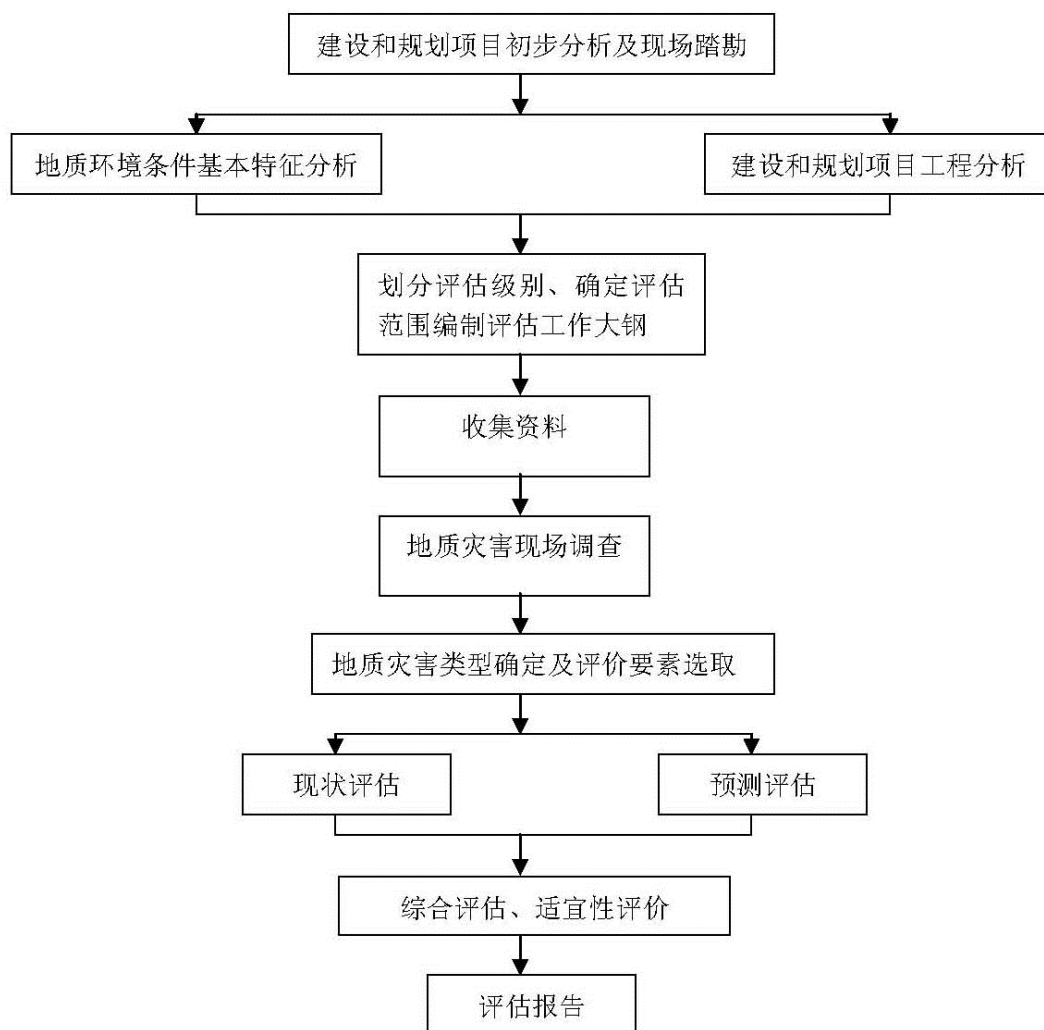 建设和规划项目初步分析及现场踏勘
地质环境条件基本特征分析
建设和规划项目工程分析
划分评估级别、确定评估
范围编制评估工作大钢
收集资料
地质灾害现场调查
地质灾害类型确定及评价要素选取
现状评估
预测评估
综合评估、适宜性评价
评估报告